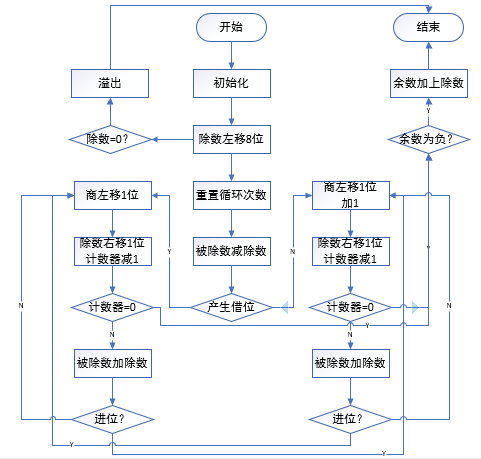 开始
结束
溢出
初始化
余数加上除数
Y
除数=0?
除数左移8位
余数为负?
商左移1位
重置循环次数
商左移1位
加1
Y
N
除数右移1位
计数器减1
被除数减除数
除数右移1位
计数器减1
N
计数器=0
产生借位
计数器=0
N
Y
N
N
被除数加除数
被除数加除数
进位?
进位?
Y
Y